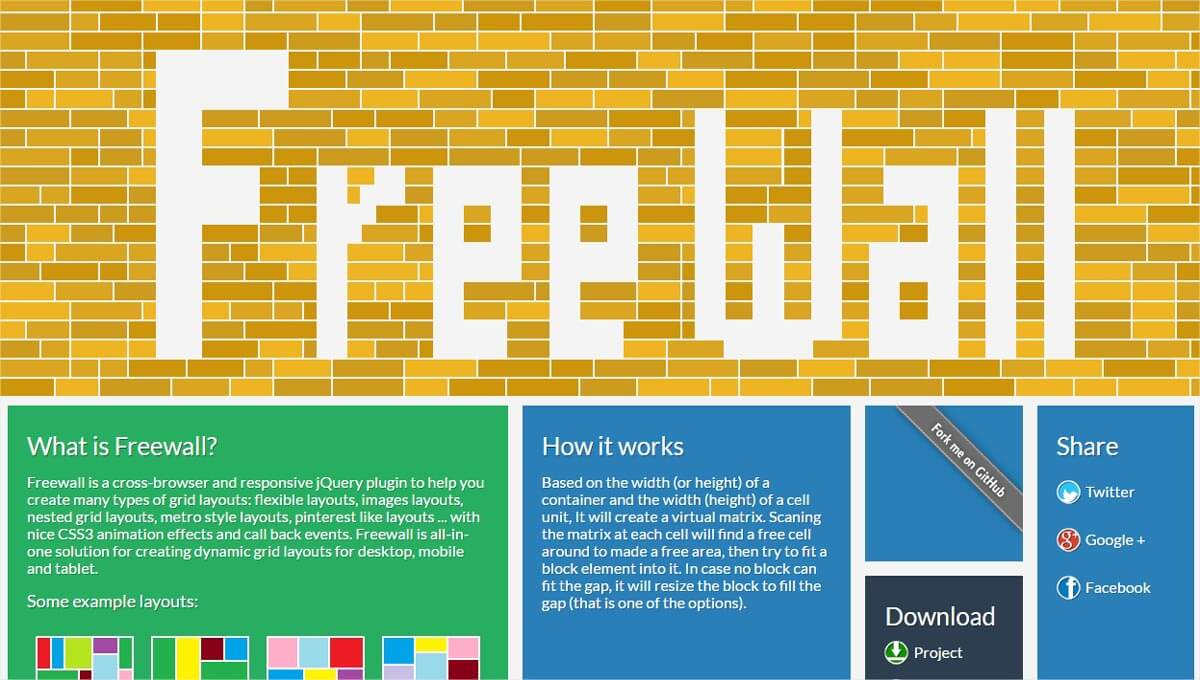 FreeWall
What is Freewall?
Freewall is a cross-browser and responsive jQuery plugin to help you
create many types of grid layouts: flexible layouts, images layouts,
nested grid layouts, metro style layouts, pinterest like layouts ... with
nice CSS3 animation effects and call back events. Freewall is all-in-
one solution for creating dynamic grid layouts for desktop, mobile
and tablet.
Some example layouts:
How it works
Based on the width (or height) of a
container and the width (height) of a cell
unit, It will create a virtual matrix. Scaning
the matrix at each cell will find a free cell
around to made a free area, then try to fit a
block element into it. In case no block can
fit the gap, it will resize the block to fill the
gap (that is one of the options).
Fork me on GitHub
Download
Project
Share
Twitter
Google +
Facebook